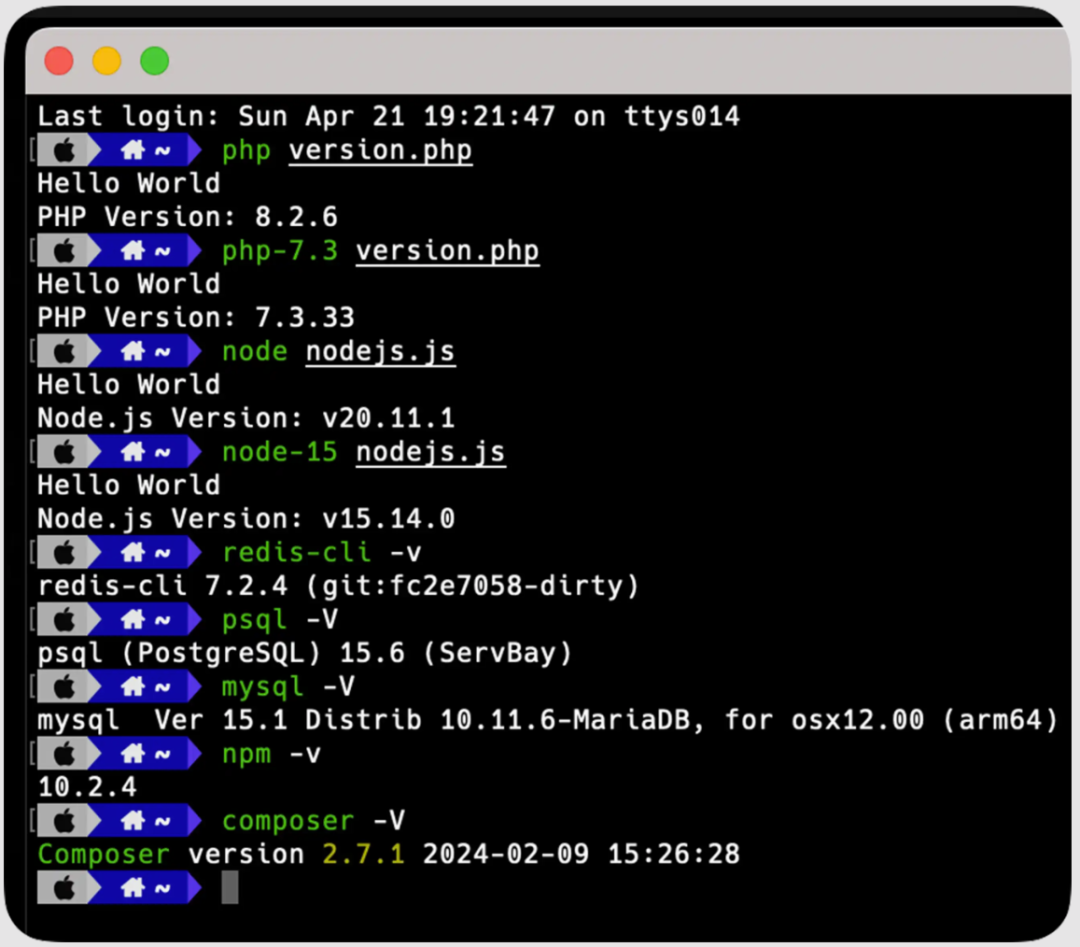 Last login: Sun Apr 21 19:21:47 on ttys014
~ php version.php
Hello World
PHP Version: 8.2.6
~ php-7.3 version.php
Hello World
PHP Version: 7.3.33
~ node nodejs.js
Hello World
Node.js Version: v20.11.1
~ node-15 nodejs.js
Hello World
Node.js Version: v15.14.0
~ redis-cli -v
redis-cli 7.2.4 (git:fc2e7058-dirty)
~ psql -V
psql (PostgreSQL) 15.6 (ServBay)
~ mysql -V
mysql  Ver 15.1 Distrib 10.11.6-MariaDB, for osx12.00 (arm64)
~ npm -v
10.2.4
~ composer -V
Composer version 2.7.1 2024-02-09 15:26:28
~